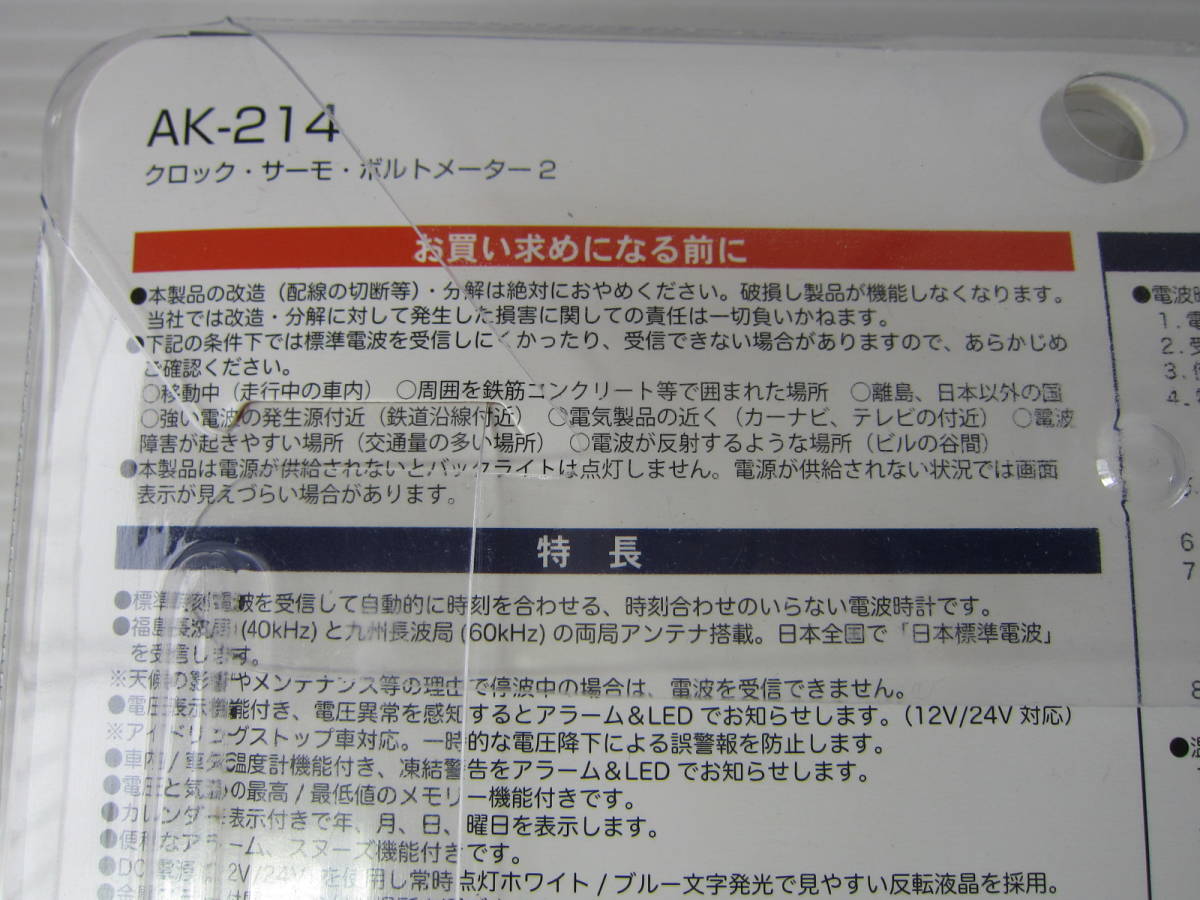 AK-214
クロック・サーモ・ボルトメーター2
お買い求めになる前に
●本製品の改造（配線の切断等）・分解は絶対におやめください。破損し製品が機能しなくなります。
当社では改造・分解に対して発生した損害に関しての責任は一切負いかねます。
●下記の条件下では標準電波を受信しにくかったり、受信できない場合がありますので、あらかじめ
ご確認ください。
○移動中（走行中の車内） ○周囲を鉄筋コンクリート等で囲まれた場所 ○離島、日本以外の国
○強い電波の発生源付近（鉄道沿線付近） ○電気製品の近く（カーナビ、テレビの付近） ○電波
障害が起きやすい場所（交通量の多い場所） ○電波が反射するような場所（ビルの谷間）
●本製品は電源が供給されないとバックライトは点灯しません。電源が供給されない状況では画面
表示が見えづらい場合があります。
特 長
●標準時刻電波を受信して自動的に時刻を合わせる、時刻合わせのいらない電波時計です。
●福島長波局(40kHz)と九州長波局(60kHz)の両局アンテナ搭載。日本全国で「日本標準電波」
を受信します。
※天候の影響やメンテナンス等の理由で停波中の場合は、電波を受信できません。
●電圧表示機能付き、電圧異常を感知するとアラーム＆LEDでお知らせします。（12V/24V対応）
※アイドリングストップ車対応。一時的な電圧降下による誤警報を防止します。
●車内/車外温度計機能付き、凍結警告をアラーム＆LEDでお知らせします。
●電圧と気温の最高/最低値のメモリー機能付きです。
●カレンダー表示付きで年、月、日、曜日を表示します。
●便利なアラーム、スヌーズ機能付きです。
●DC電源(12V/24V)を使用し常時点灯ホワイト/ブルー文字発光で見やすい反転液晶を採用。
●電波
1.電
2.受
3.
4.
6
7
8
●温